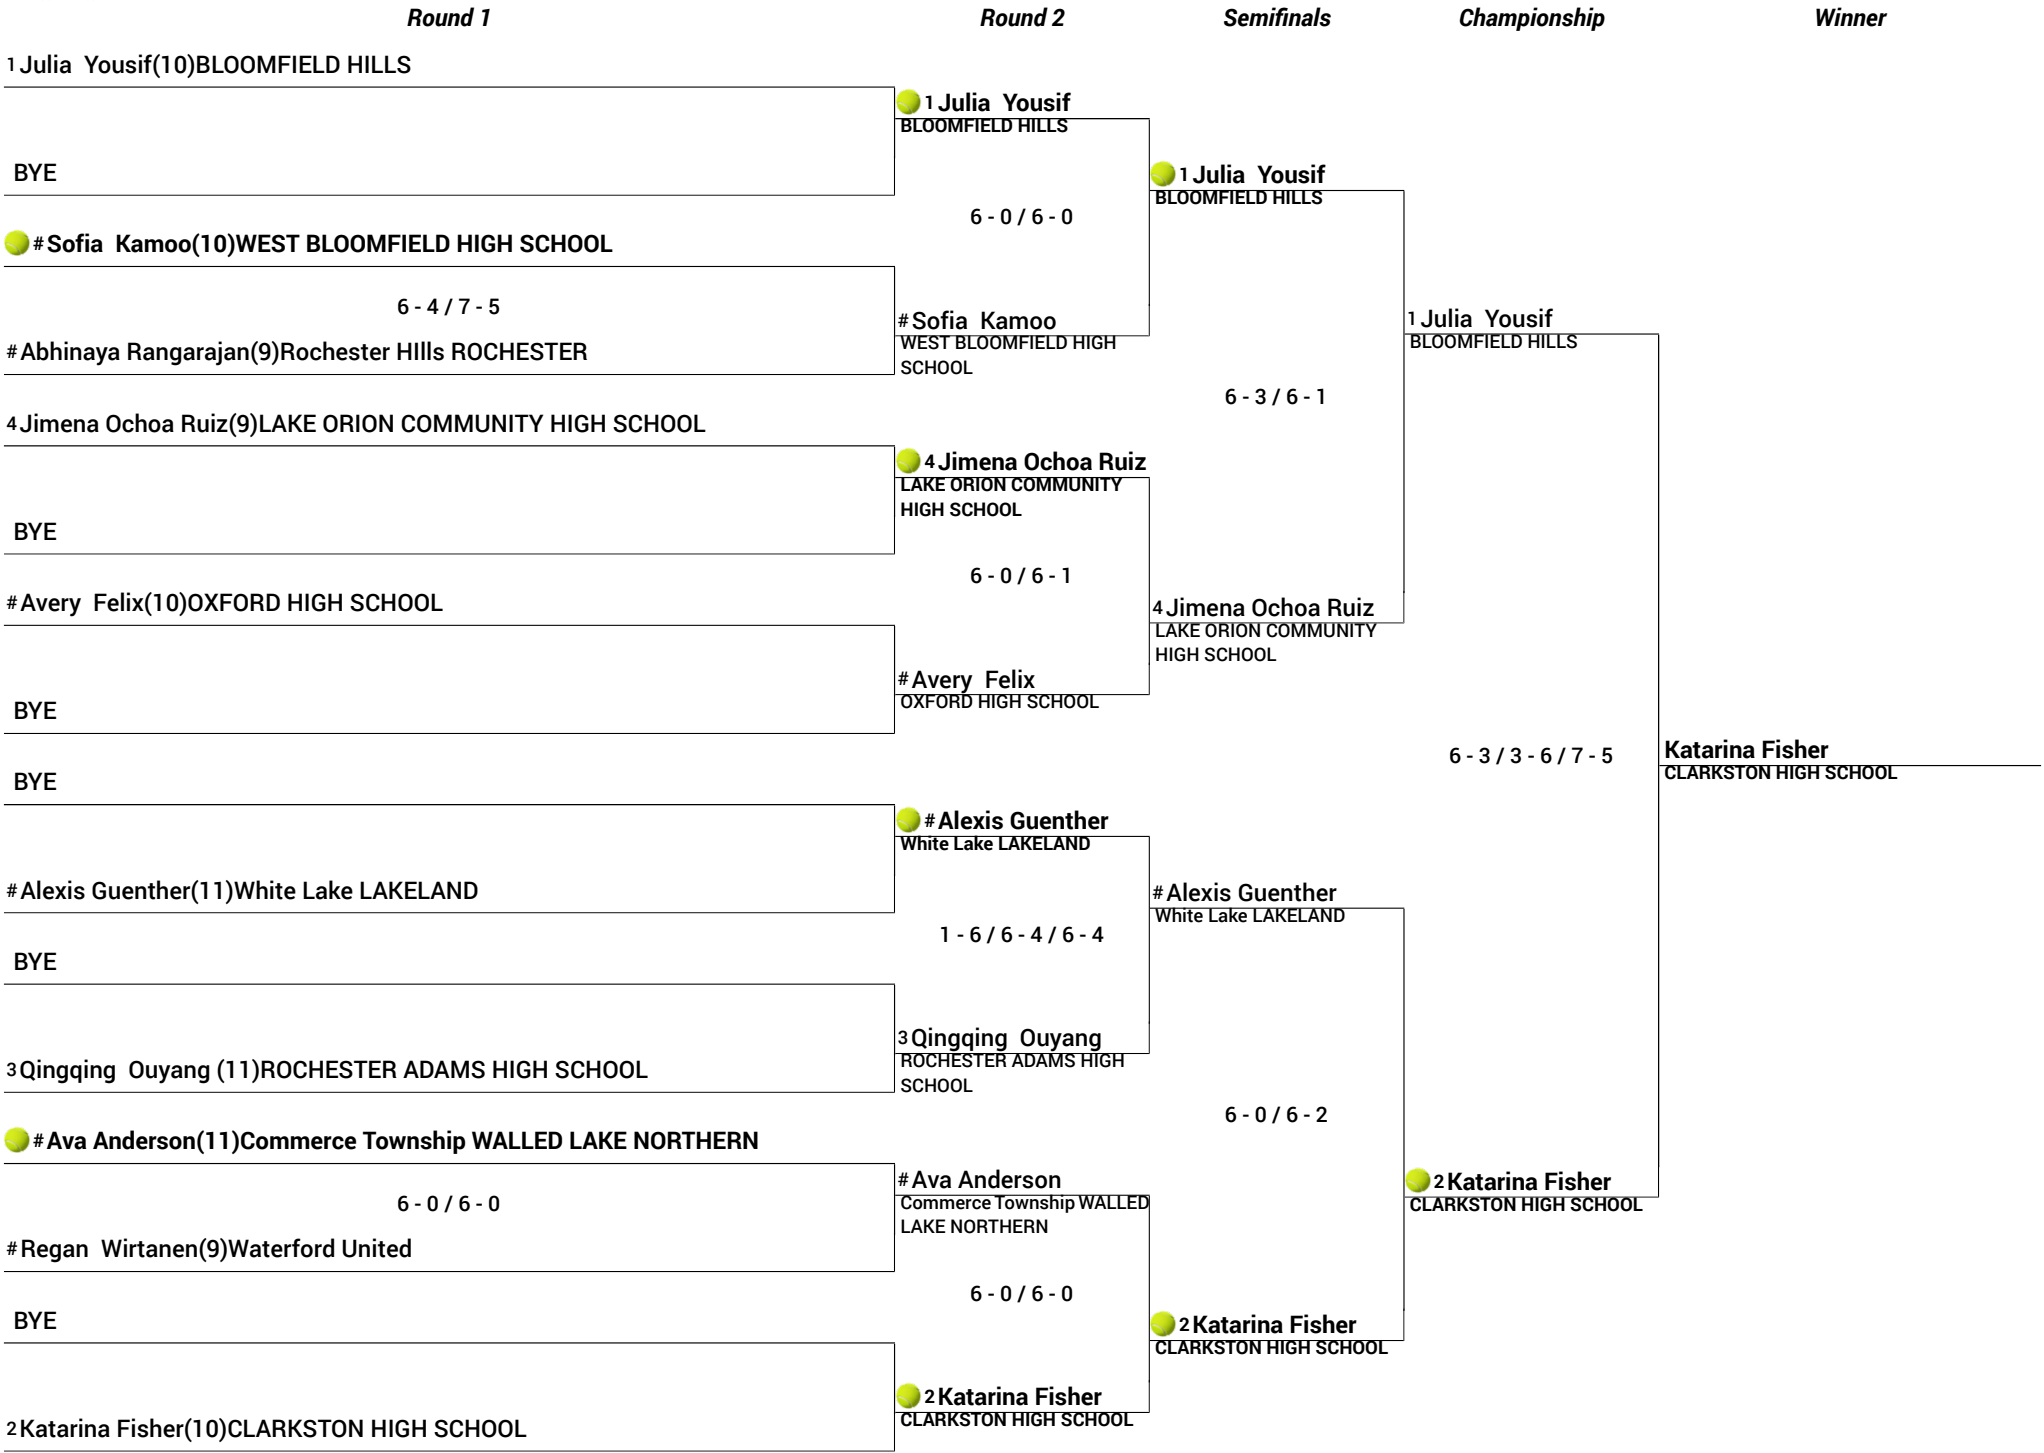 Round 1 Round 2 Semifinals Championship Winner
1 Julia Yousif(10)BLOOMFIELD HILLS
BYE
#Sofia Kamoo(10)WEST BLOOMFIELD HIGH SCHOOL
6 - 4 / 7 - 5
#Abhinaya Rangarajan(9)Rochester HIlls ROCHESTER
4 Jimena Ochoa Ruiz(9)LAKE ORION COMMUNITY HIGH SCHOOL
BYE
#Avery Felix(10)OXFORD HIGH SCHOOL
BYE
BYE
#Alexis Guenther(11)White Lake LAKELAND
BYE
3 Qingqing Ouyang (11)ROCHESTER ADAMS HIGH SCHOOL
#Ava Anderson(11)Commerce Township WALLED LAKE NORTHERN
6 - 0 / 6 - 0
#Regan Wirtanen(9)Waterford United
BYE
2 Katarina Fisher(10)CLARKSTON HIGH SCHOOL
1 Julia Yousif
BLOOMFIELD HILLS
6 - 0 / 6 - 0
#Sofia Kamoo
WEST BLOOMFIELD HIGH
SCHOOL
4 Jimena Ochoa Ruiz
LAKE ORION COMMUNITY
HIGH SCHOOL
6 - 0 / 6 - 1
#Avery Felix
OXFORD HIGH SCHOOL
#Alexis Guenther
White Lake LAKELAND
1 - 6 / 6 - 4 / 6 - 4
3 Qingqing Ouyang
ROCHESTER ADAMS HIGH
SCHOOL
#Ava Anderson
Commerce Township WALLED
LAKE NORTHERN
6 - 0 / 6 - 0
2 Katarina Fisher
CLARKSTON HIGH SCHOOL
1 Julia Yousif
BLOOMFIELD HILLS
6 - 3 / 6 - 1
4 Jimena Ochoa Ruiz
LAKE ORION COMMUNITY
HIGH SCHOOL
#Alexis Guenther
White Lake LAKELAND
6 - 0 / 6 - 2
2 Katarina Fisher
CLARKSTON HIGH SCHOOL
1 Julia Yousif
BLOOMFIELD HILLS
6 - 3 / 3 - 6 / 7 - 5
2 Katarina Fisher
CLARKSTON HIGH SCHOOL
Katarina Fisher
CLARKSTON HIGH SCHOOL